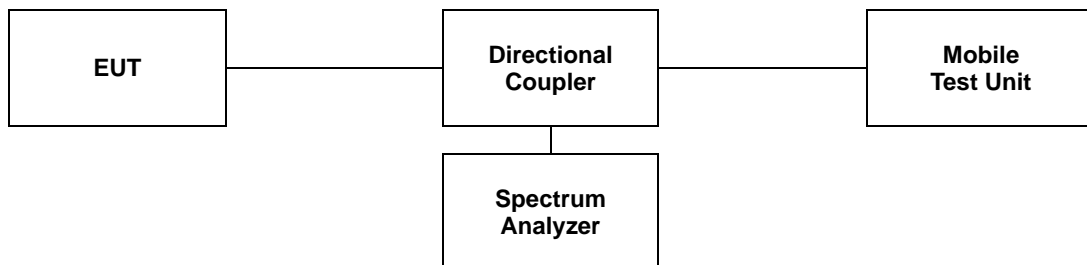 EUT
Directional
Coupler
Mobile
Test Unit
Spectrum
Analyzer